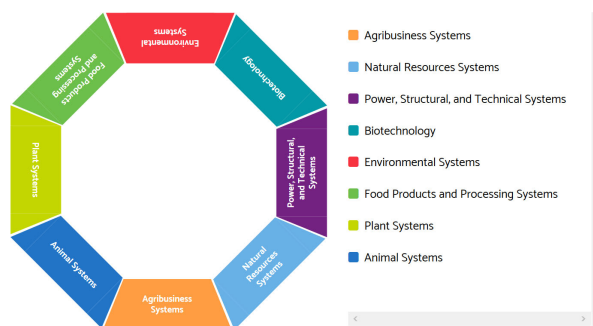 Environmental
Systems
Biotechnology
Power, Structural,
and Technical
Systems
Natural
Resources
Systems
Agribusiness
Systems
Animal Systems
Plant Systems
Food Products
and Processing
Systems
Agribusiness Systems
Natural Resources Systems
Power, Structural, and Technical Systems
Biotechnology
Environmental Systems
Food Products and Processing Systems
Plant Systems
Animal Systems